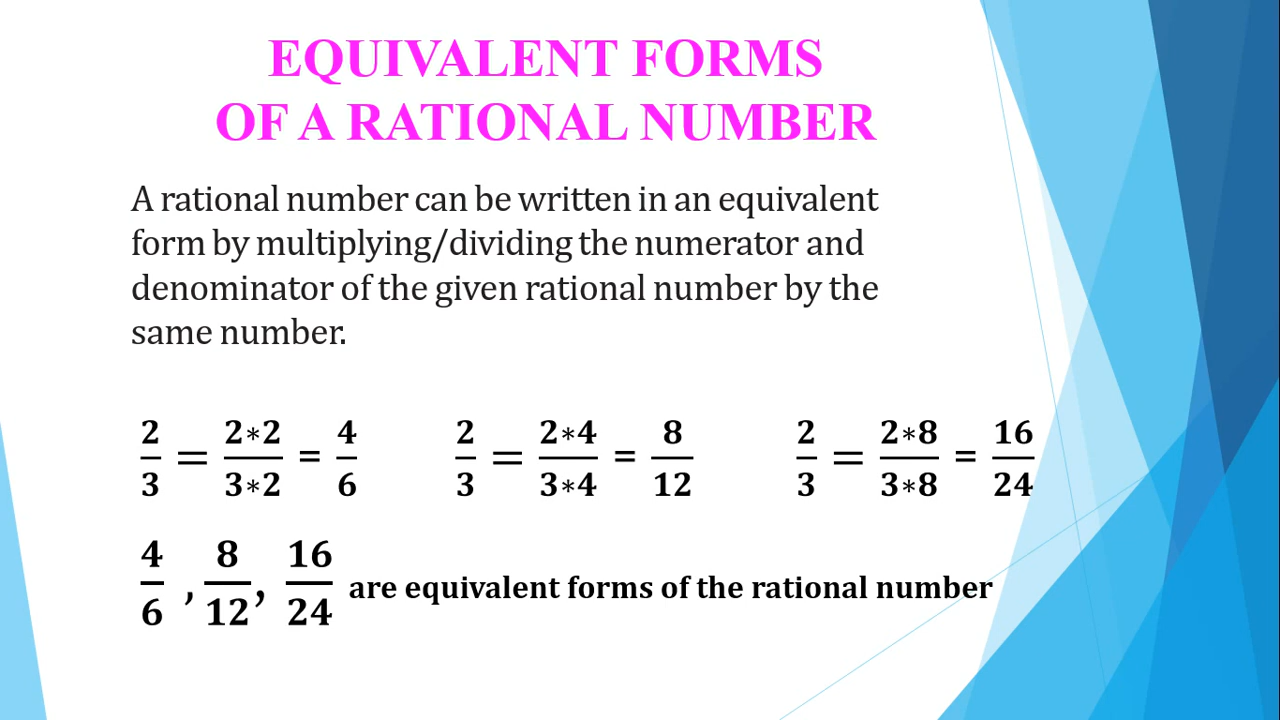 EQUIVALENT FORMS
OF A RATIONAL NUMBER
A rational number can be written in an equivalent
form by multiplying/dividing the numerator and
denominator of the given rational number by the
same number.
2/3 = 2*2/3*2 = 4/6 2/3 = 2*4/3*4 = 8/12 2/3 = 2*8/3*8 = 16/24
4/6 , 8/12, 16/24 are equivalent forms of the rational number